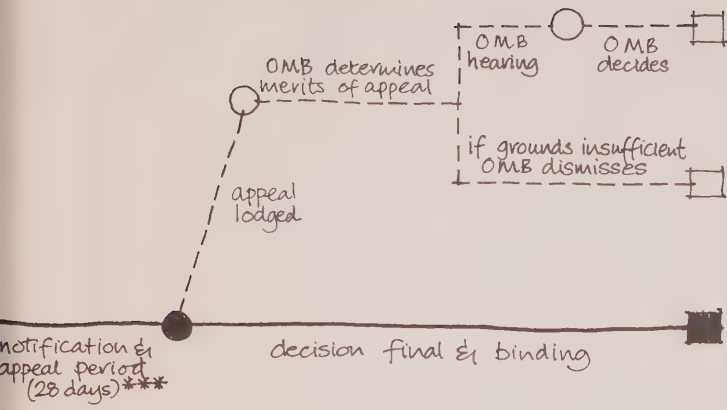 OMB
hearing
OMB
decides
OMB determines
merits of appeal
if grounds insufficient
OMB dismisses
appeal
lodged
notification &
appeal period
(28 days)***
decision final & binding